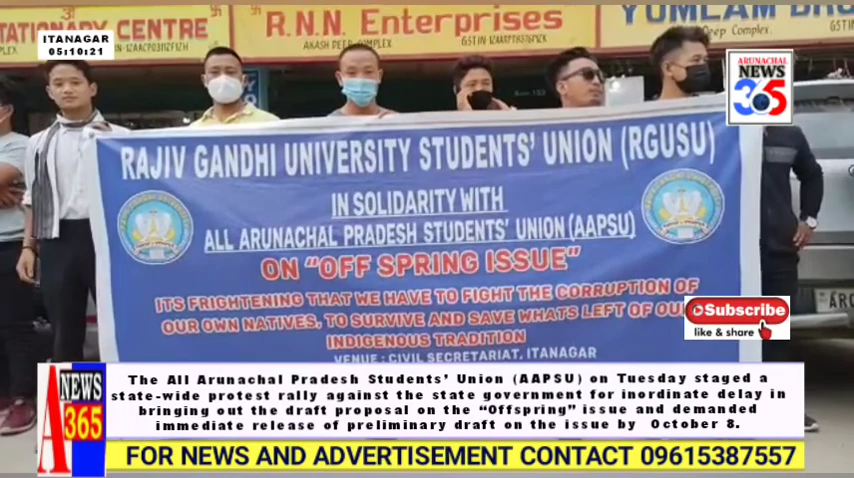 STATIONARY CENTRE
R.N.N. Enterprises
AKASH DEEP COMPLEX
YUMLAM
DEEP COMPLEX.
ITANAGAR
05:10:21
ARUNACHAL
NEWS
365
RAJIV GANDHI UNIVERSITY STUDENTS' UNION (RGUSU)
IN SOLIDARITY WITH
ALL ARUNACHAL PRADESH STUDENTS' UNION (AAPSU)
ON "OFF SPRING ISSUE"
ITS FRIGHTENING THAT WE HAVE TO FIGHT THE CORRUPTION OF
OUR OWN NATIVES, TO SURVIVE AND SAVE WHATS LEFT OF OUR
INDIGENOUS TRADITION
VENUE : CIVIL SECRETARIAT, ITANAGAR
Subscribe
like & share
A NEWS
365
The All Arunachal Pradesh Students' Union (AAPSU) on Tuesday staged a
state-wide protest rally against the state government for inordinate delay in
bringing out the draft proposal on the "Offspring" issue and demanded
immediate release of preliminary draft on the issue by October 8.
FOR NEWS AND ADVERTISEMENT CONTACT 09615387557